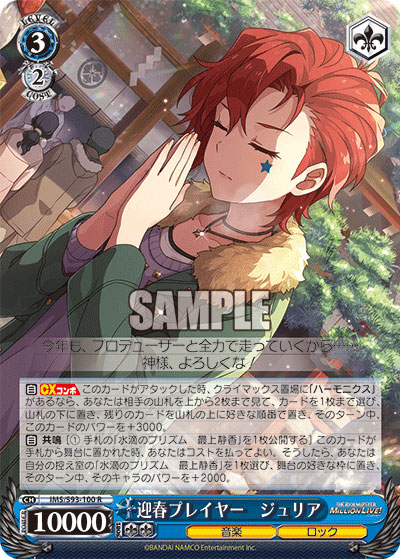 LEVEL
3
2
COST
SAMPLE
今年も、プロデューサーと全力で走っていくから……
神様、よろしくな！
自 CXコンボ このカードがアタックした時、クライマックス置場に「ハーモニクス」
があるなら、あなたは相手の山札を上から2枚まで見て、カードを1枚まで選び、
山札の下に置き、残りのカードを山札の上に好きな順番で置き、そのターン中、
このカードのパワーを+3000。
自 共鳴 ［① 手札の「水滴のプリズム 最上静香」を1枚公開する］ このカード
が手札から舞台に置かれた時、あなたはコストを払ってよい。そうしたら、あなたは
自分の控え室の「水滴のプリズム 最上静香」を1枚選び、舞台の好きな枠に置き、
そのターン中、そのキャラのパワーを+1000。
CH IMS/S93-100 R
10000
迎春プレイヤー ジュリア
THE IDOLM@STER
MILLION LIVE!
音楽
ロック
©BANDAI NAMCO Entertainment Inc.